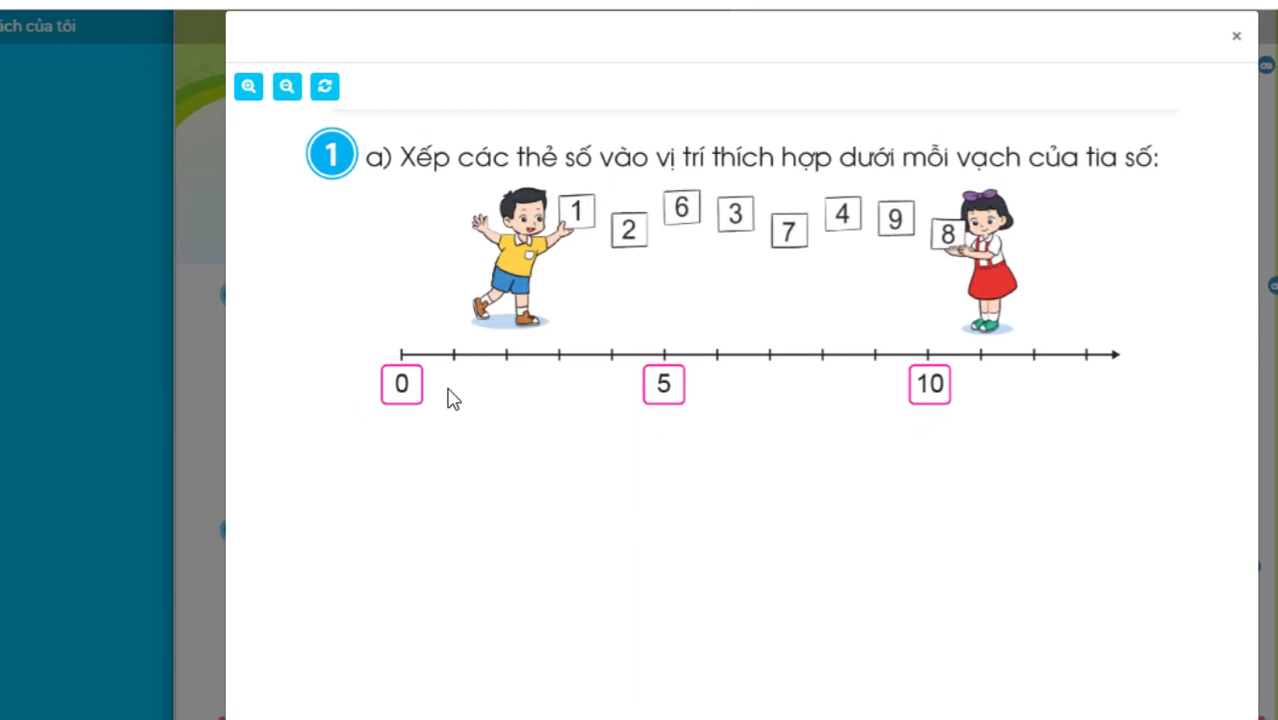 ách của tôi
×
1 a) Xếp các thẻ số vào vị trí thích hợp dưới mỗi vạch của tia số:
1 2 6 3 7 4 9 8
0 5 10